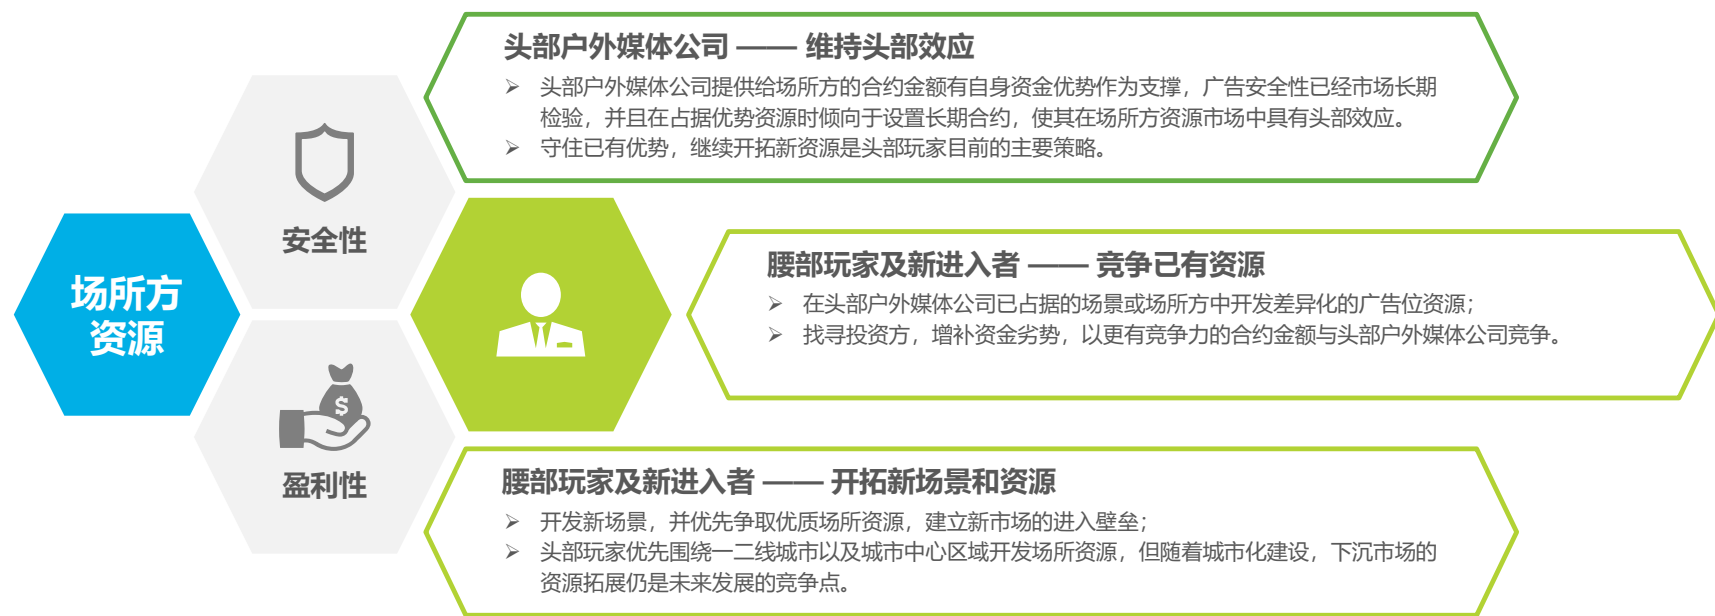 场所方
资源
安全性
$
盈利性
头部户外媒体公司 —— 维持头部效应
➢ 头部户外媒体公司提供给场所方的合约金额有自身资金优势作为支撑，广告安全性已经市场长期
检验，并且在占据优势资源时倾向于设置长期合约，使其在场所方资源市场中具有头部效应。
➢ 守住已有优势，继续开拓新资源是头部玩家目前的主要策略。
腰部玩家及新进入者 —— 竞争已有资源
➢ 在头部户外媒体公司已占据的场景或场所方中开发差异化的广告位资源；
➢ 找寻投资方，增补资金劣势，以更有竞争力的合约金额与头部户外媒体公司竞争。
腰部玩家及新进入者 —— 开拓新场景和资源
➢ 开发新场景，并优先争取优质场所资源，建立新市场的进入壁垒；
➢ 头部玩家优先围绕一二线城市以及城市中心区域开发场所资源，但随着城市化建设，下沉市场的
资源拓展仍是未来发展的竞争点。